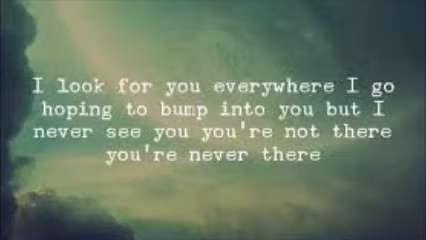 I look for you everywhere I go
hoping to bump into you but I
never see you you're not there
you're never there